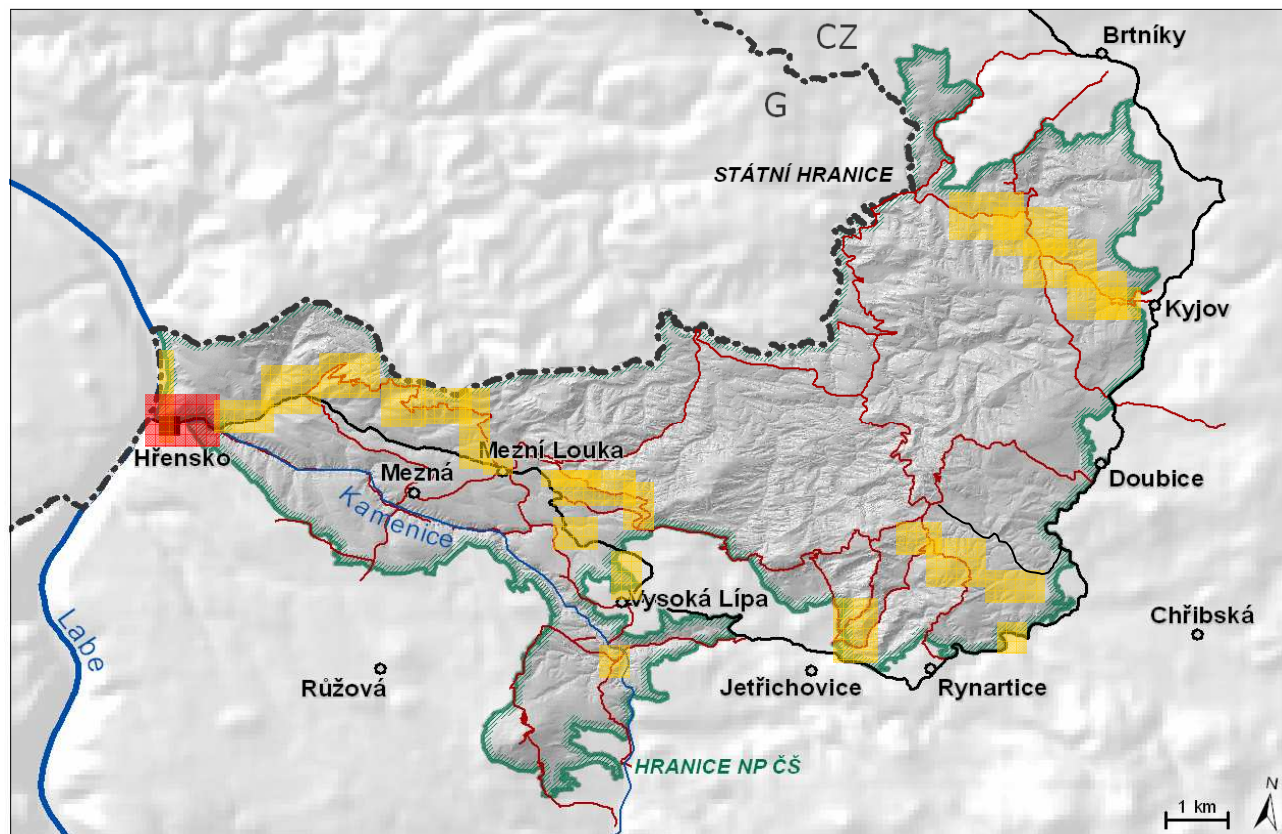 CZ
Brtníky
G
STÁTNÍ HRANICE
Kyjov
Hřensko
Mezní Louka
Mezná
Doubice
Kamenice
Vysoká Lípa
Chřibská
Labe
Růžová
Jetřichovice
Rynartice
HRANICE NP ČŠ
N
1 km